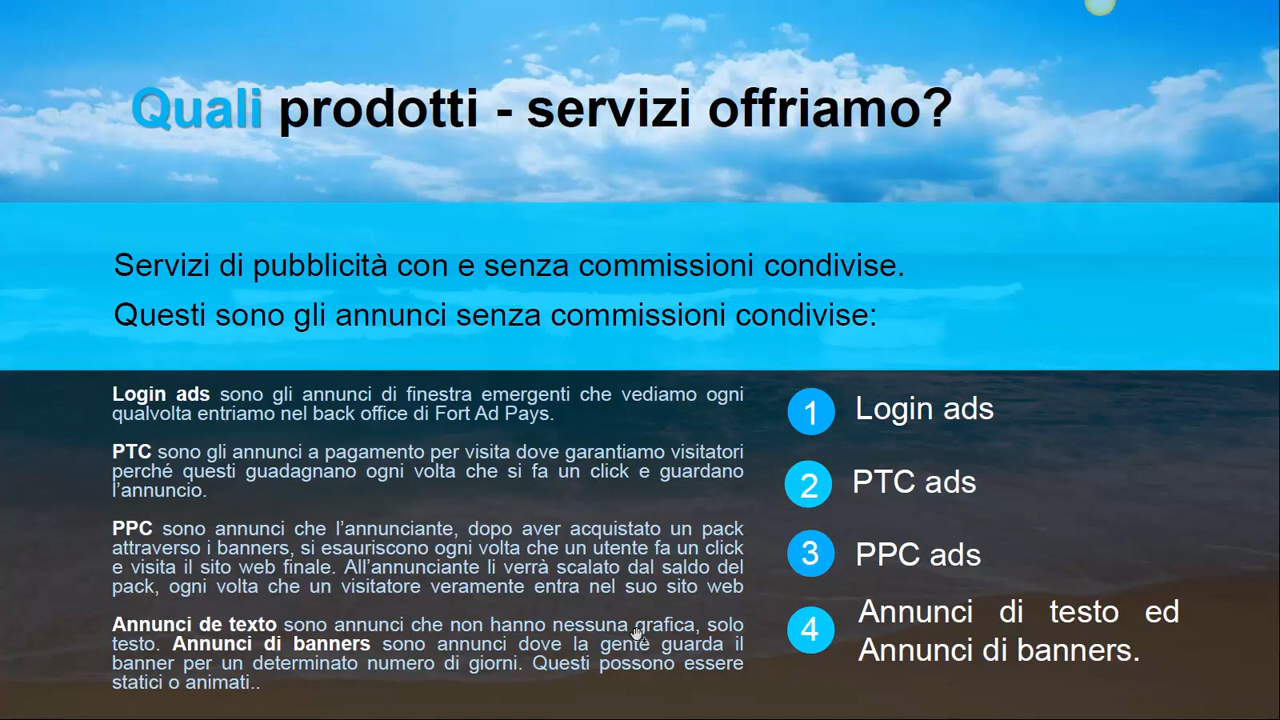 Quali prodotti - servizi offriamo?
Servizi di pubblicità con e senza commissioni condivise.
Questi sono gli annunci senza commissioni condivise:
Login ads sono gli annunci di finestra emergenti che vediamo ogni
qualvolta entriamo nel back office di Fort Ad Pays.
PTC sono gli annunci a pagamento per visita dove garantiamo visitatori
perché questi guadagnano ogni volta che si fa un click e guardano
l’annuncio.
PPC sono annunci che l’annunciante, dopo aver acquistato un pack
attraverso i banners, si esauriscono ogni volta che un utente fa un click
e visita il sito web finale. All’annunciante li verrà scalato dal saldo del
pack, ogni volta che un visitatore veramente entra nel suo sito web
Annunci de texto sono annunci che non hanno nessuna grafica, solo
testo. Annunci di banners sono annunci dove la gente guarda il
banner per un determinato numero di giorni. Questi possono essere
statici o animati..
1 Login ads
2 PTC ads
3 PPC ads
4 Annunci di testo ed
Annunci di banners.